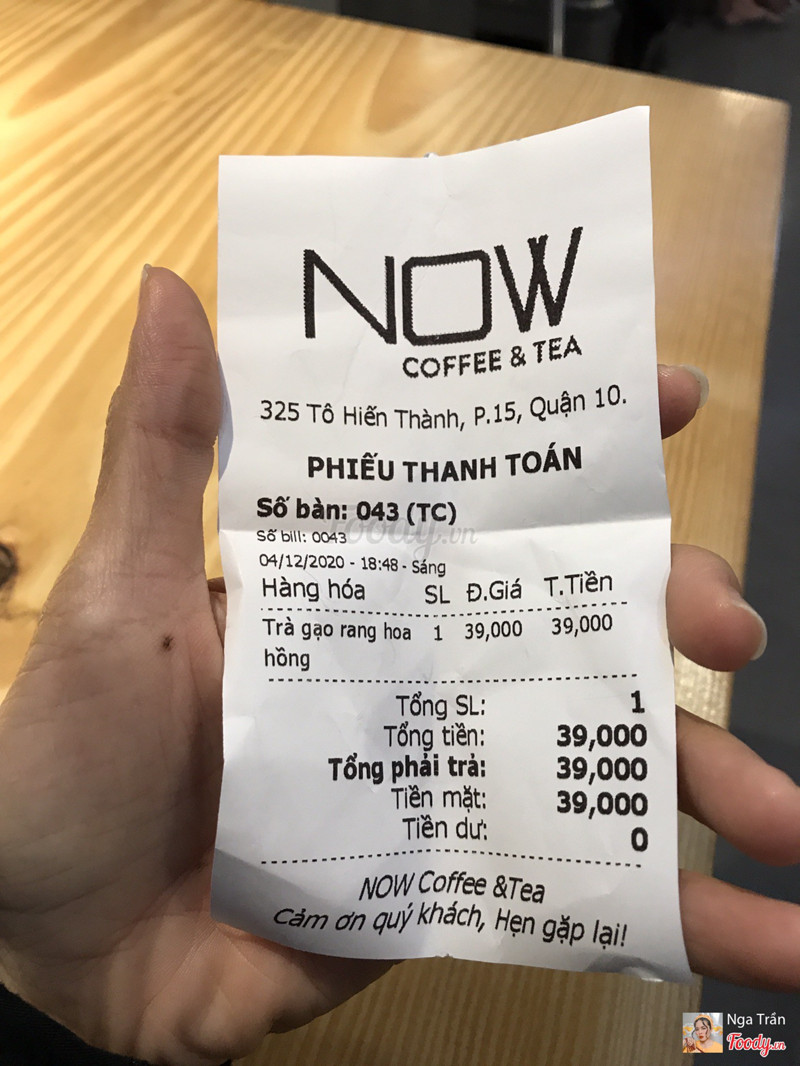 NOW
COFFEE & TEA
325 Tô Hiến Thành, P.15, Quận 10.
PHIẾU THANH TOÁN
Số bàn: 043 (TC)
Số bill: 0043
04/12/2020 - 18:48 - Sáng
Hàng hóa SL Đ.Giá T.Tiền
Trà gạo rang hoa 1 39,000 39,000
hồng
Tổng SL: 1
Tổng tiền: 39,000
Tổng phải trả: 39,000
Tiền mặt: 39,000
Tiền dư: 0
NOW Coffee &Tea
Cảm ơn quý khách, Hẹn gặp lại!
Foody.vn
Nga Trần
Foody.vn